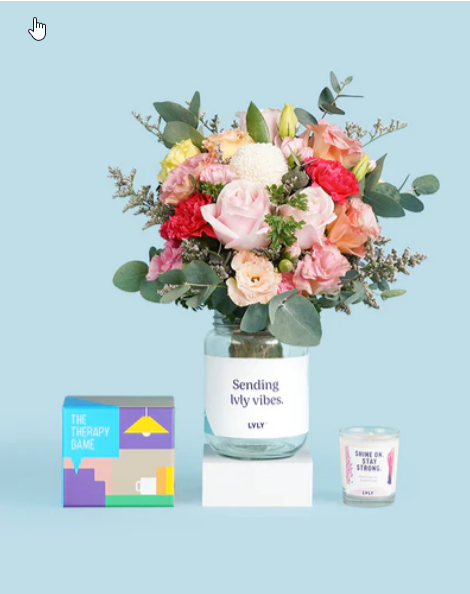 Sending
lvly vibes.
LVLY
THE
THERAPY
GAME
SHINE ON.
STAY
STRONG.
LVLY